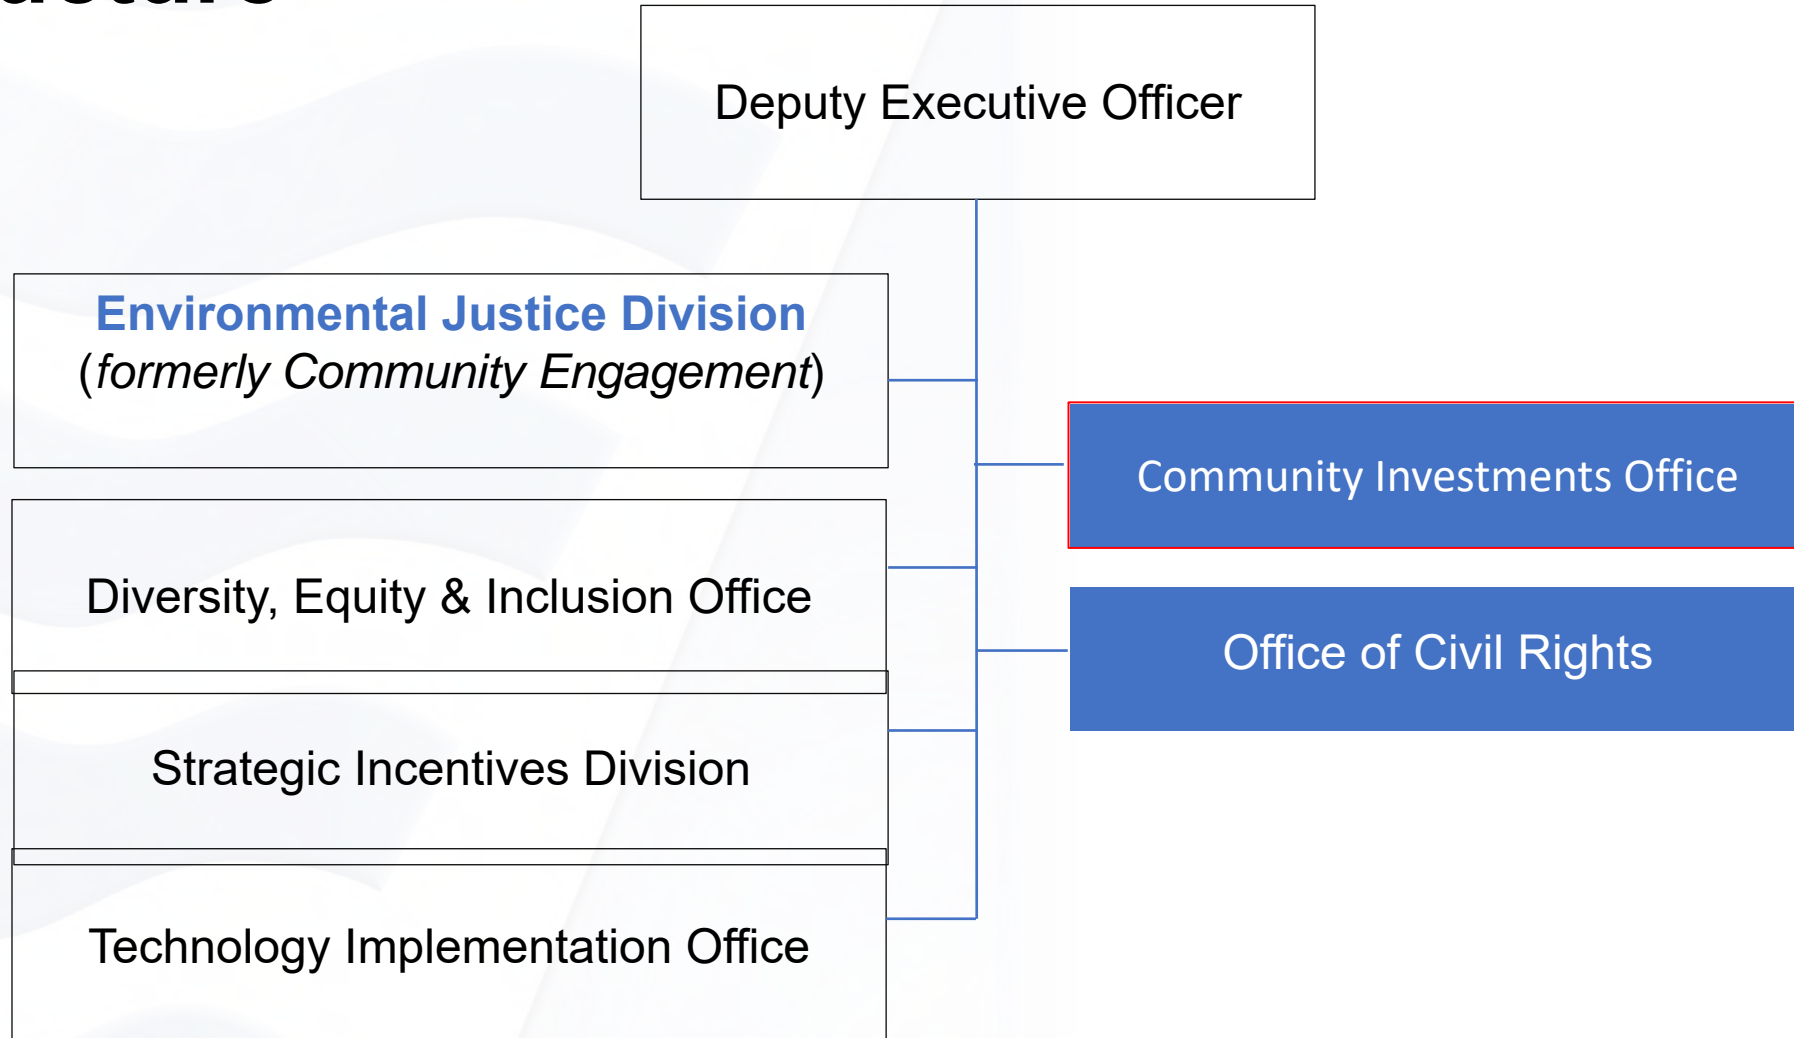 Deputy Executive Officer
Environmental Justice Division
(formerly Community Engagement)
Community Investments Office
Diversity, Equity & Inclusion Office
Office of Civil Rights
Strategic Incentives Division
Technology Implementation Office